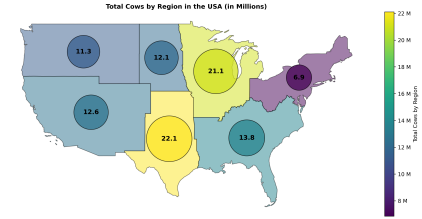 Total Cows by Region in the USA (in Millions)
11.3
12.1
21.1
6.9
12.6
22.1
13.8
22 M
20 M
18 M
16 M
14 M
12 M
10 M
8 M
Total Cows by Region